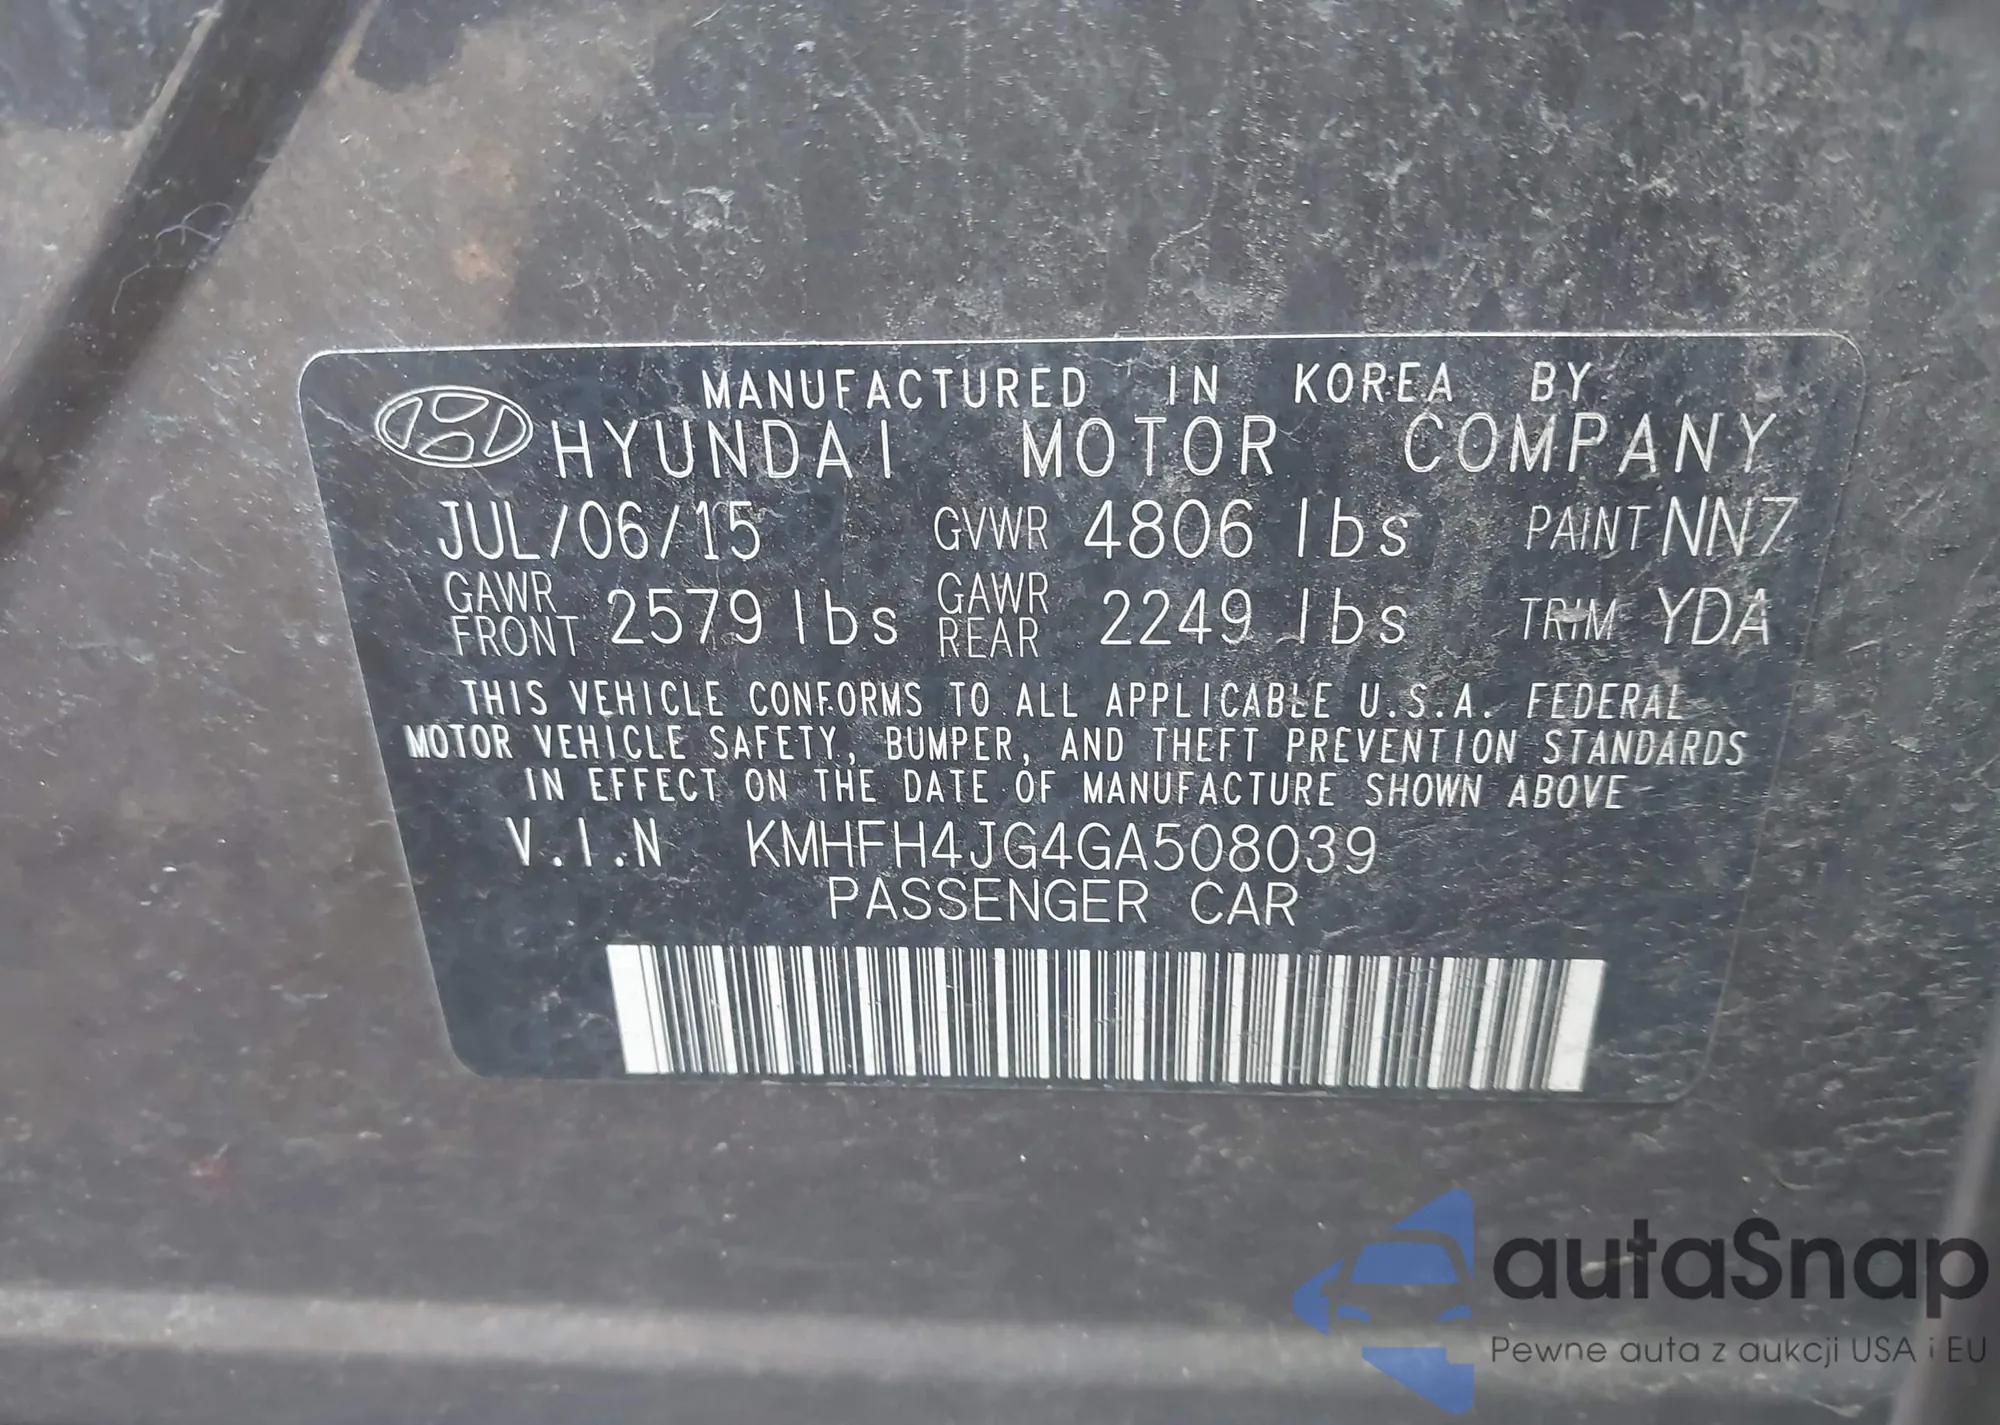 MANUFACTURED IN KOREA BY
HYUNDAI MOTOR COMPANY
JUL/06/15 GVWR 4806 lbs PAINT NN7
GAWR FRONT 2579 lbs GAWR REAR 2249 lbs TRIM YDA
THIS VEHICLE CONFORMS TO ALL APPLICABLE U.S.A. FEDERAL
MOTOR VEHICLE SAFETY, BUMPER, AND THEFT PREVENTION STANDARDS
IN EFFECT ON THE DATE OF MANUFACTURE SHOWN ABOVE
V.I.N KMHFH4JG4GA508039
PASSENGER CAR
autaSnap
Pewne auta z aukcji USA i EU